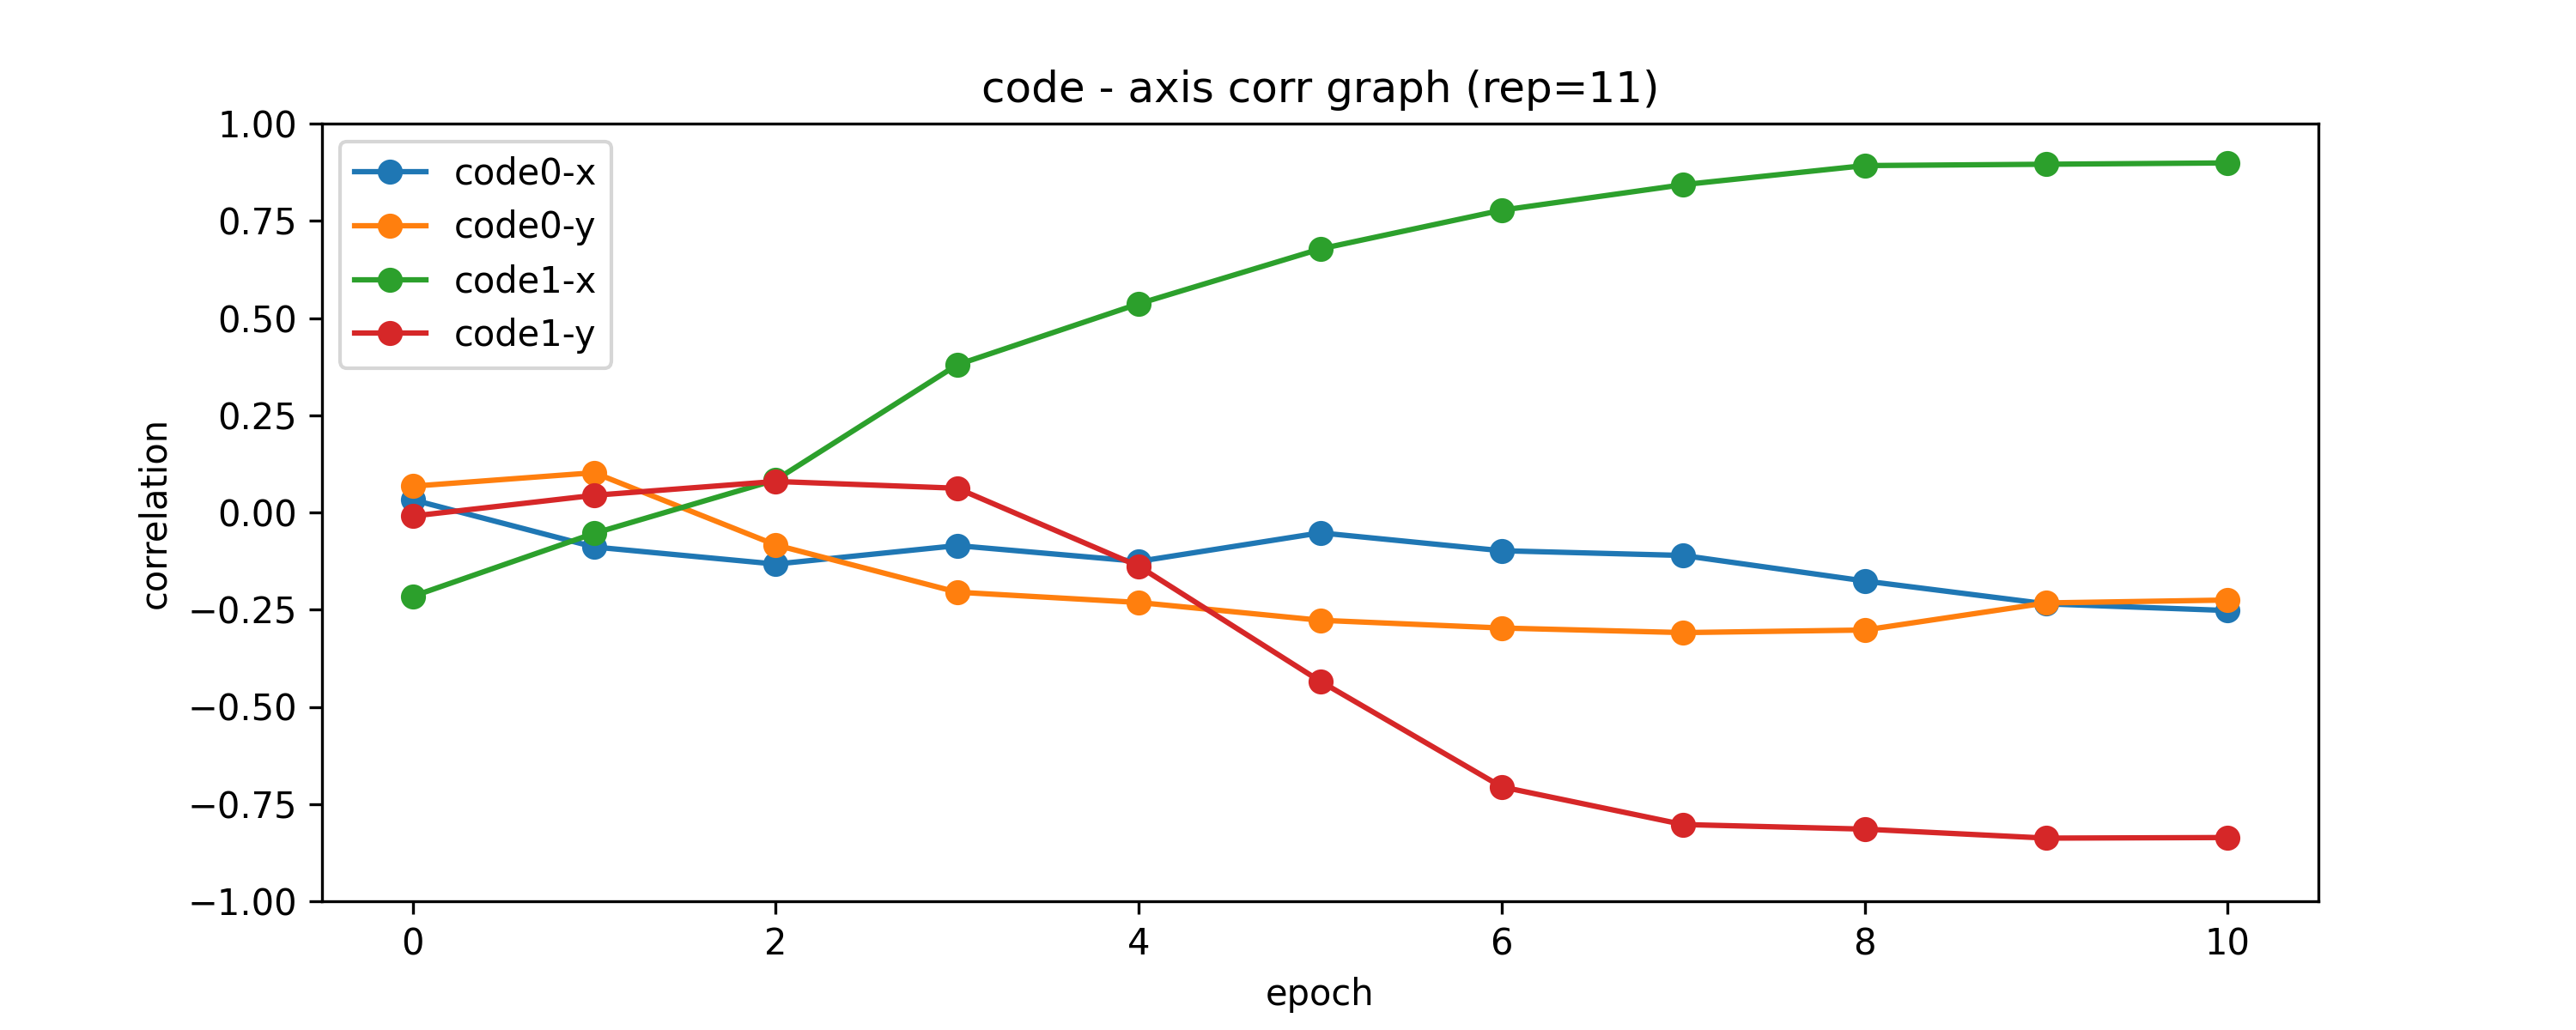 code - axis corr graph (rep=11)
1.00
0.75
0.50
0.25
0.00
−0.25
−0.50
−0.75
−1.00
correlation
code0-x
code0-y
code1-x
code1-y
0 2 4 6 8 10
epoch